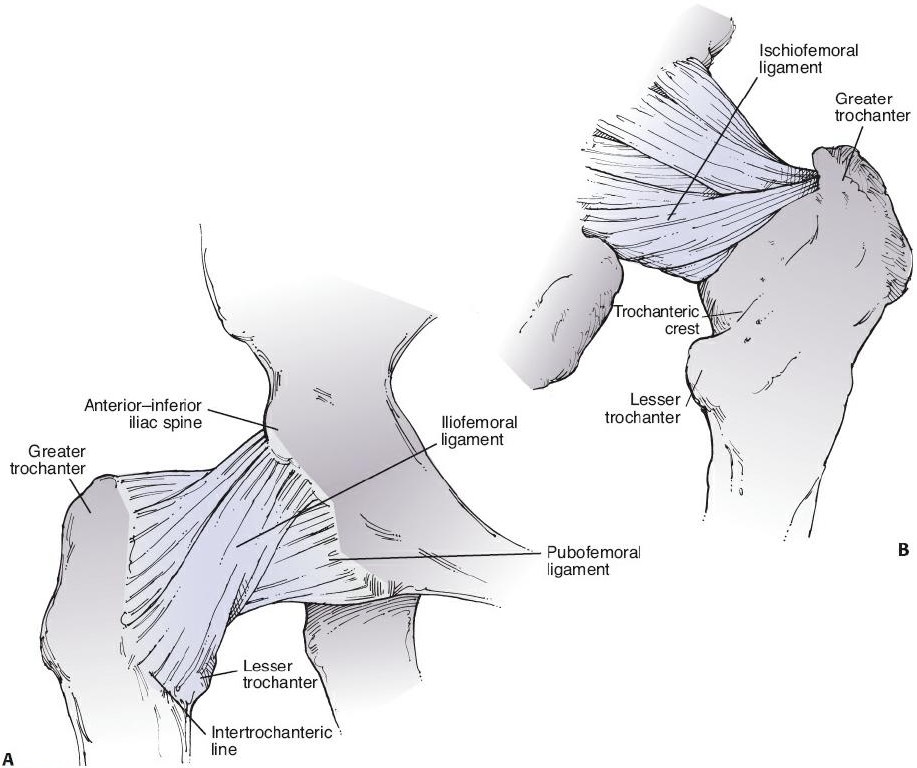 Ischiofemoral
ligament
Greater
trochanter
Trochanteric
crest
Lesser
trochanter
B
Anterior–inferior
iliac spine
Iliofemoral
ligament
Greater
trochanter
Pubofemoral
ligament
Lesser
trochanter
Intertrochanteric
line
A